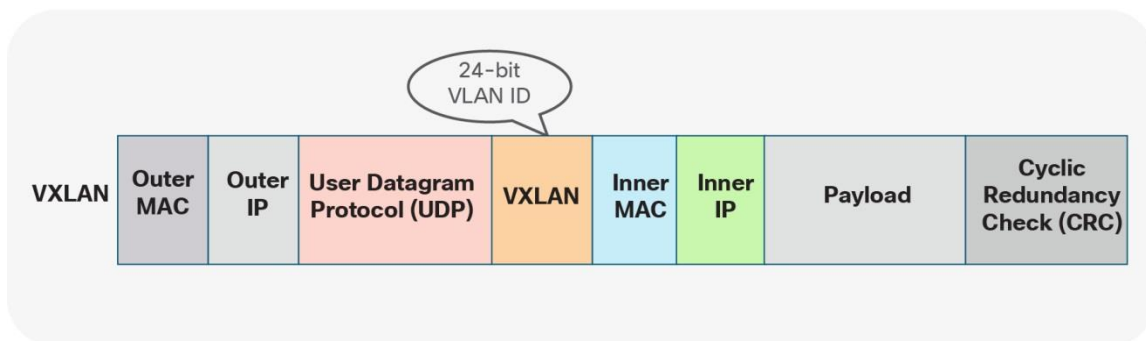 24-bit
VLAN ID
VXLAN
Outer
MAC
Outer
IP
User Datagram
Protocol (UDP)
VXLAN
Inner
MAC
Inner
IP
Payload
Cyclic
Redundancy
Check (CRC)